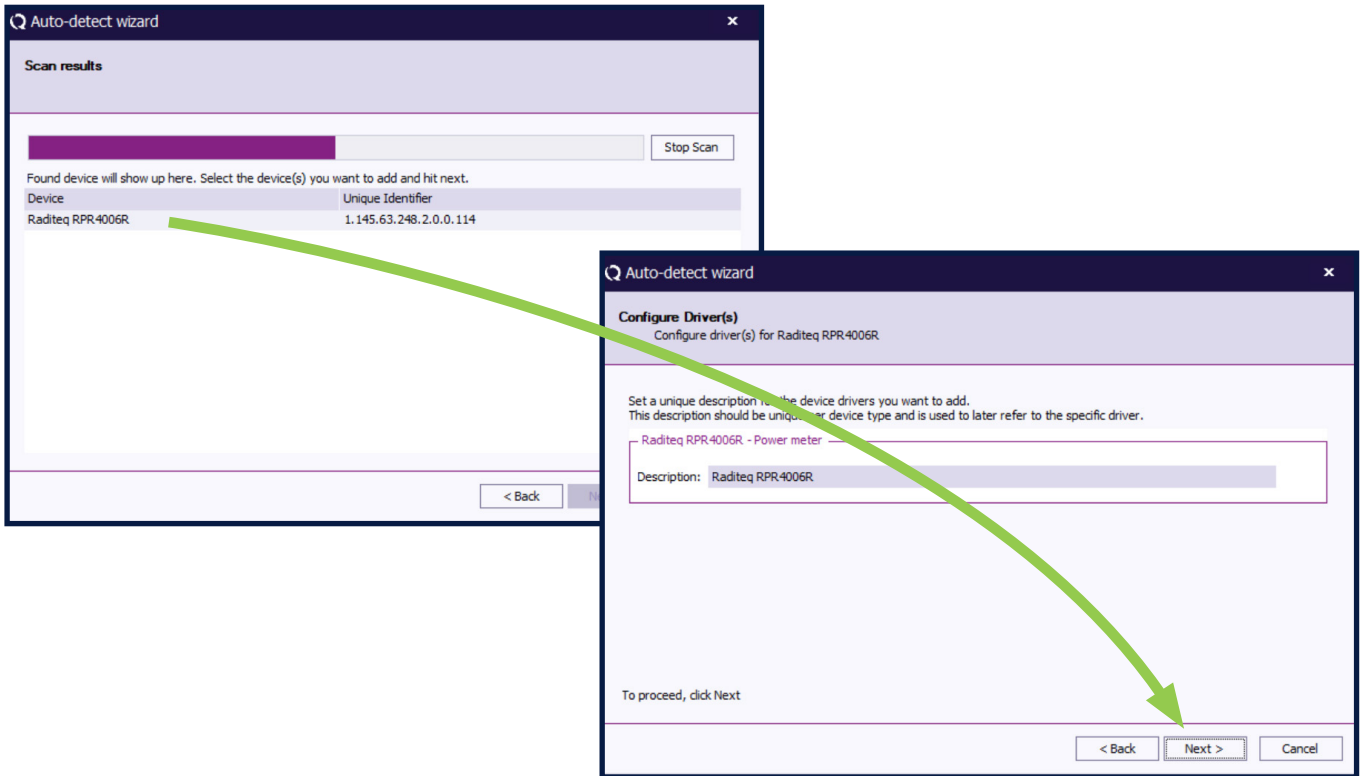 Auto-detect wizard
Scan results
Stop Scan
Found device will show up here. Select the device(s) you want to add and hit next.
Device Unique Identifier
Raditeq RPR4006R 1.145.63.248.2.0.0.114
< Back
Auto-detect wizard
Configure Driver(s)
Configure driver(s) for Raditeq RPR4006R
Set a unique description for the device drivers you want to add.
This description should be unique per device type and is used to later refer to the specific driver.
Raditeq RPR4006R - Power meter
Description: Raditeq RPR4006R
To proceed, click Next
< Back Next > Cancel